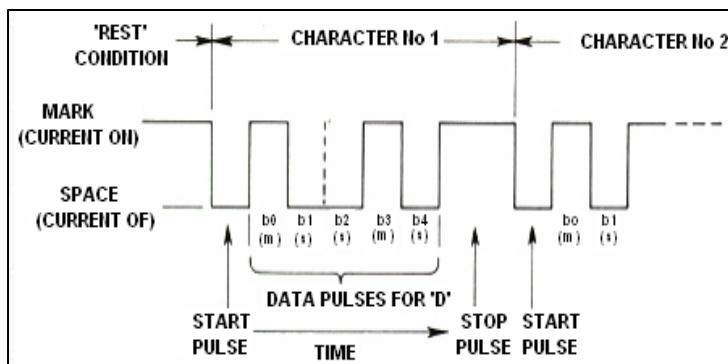 'REST'
CONDITION
CHARACTER No 1
CHARACTER No 2
MARK
(CURRENT ON)
SPACE
(CURRENT OF)
b0 b1 b2 b3 b4 bo b1
(m) (s) (s) (m) (s) (m) (s)
DATA PULSES FOR 'D'
START
PULSE
TIME
STOP
PULSE
START
PULSE